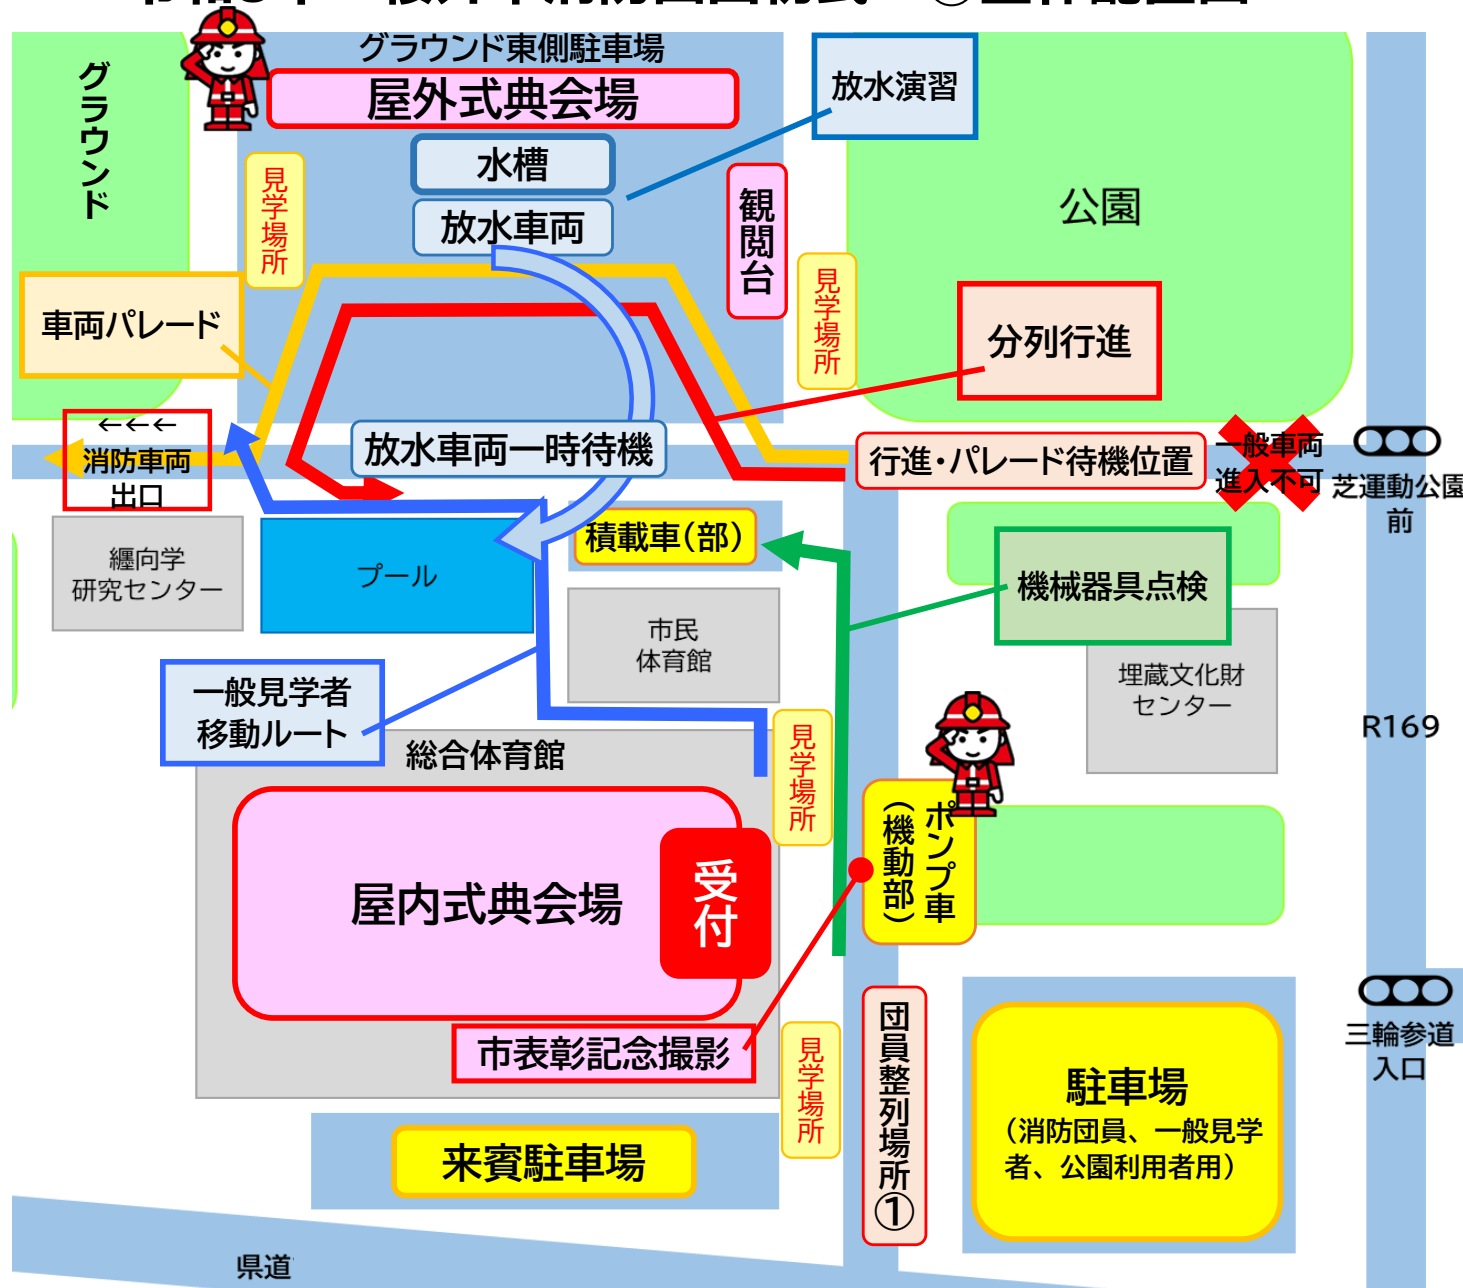 グラウンド東側駐車場
屋外式典会場
放水演習
グラウンド
水槽
見学場所
放水車両
観閲台
公園
見学場所
車両パレード
分列行進
←←←
消防車両
出口
放水車両一時待機
行進・パレード待機位置
一般車両
進入不可
芝運動公園
前
積載車（部）
纒向学
研究センター
プール
機械器具点検
市民
体育館
埋蔵文化財
センター
一般見学者
移動ルート
R169
総合体育館
見学場所
ポンプ車
（機動部）
屋内式典会場
受付
市表彰記念撮影
見学場所
団員整列場所①
三輪参道
入口
駐車場
（消防団員、一般見学
者、公園利用者用）
来賓駐車場
県道